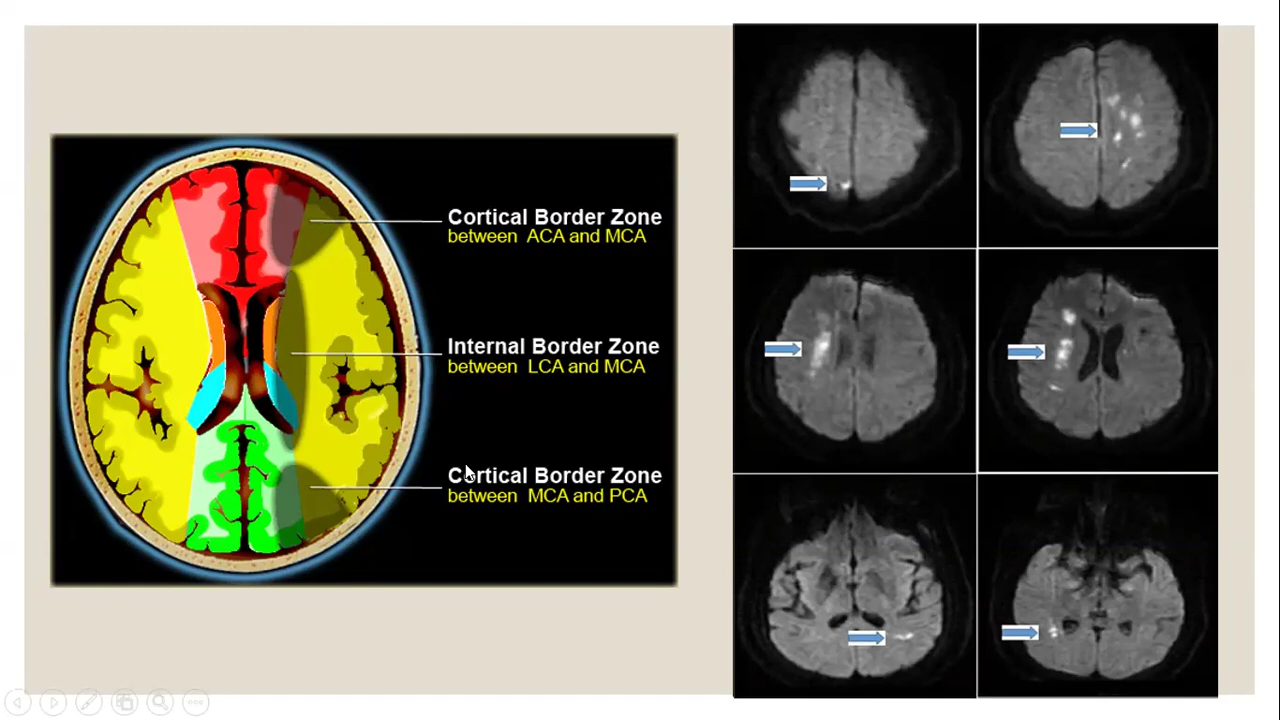 Cortical Border Zone
between ACA and MCA
Internal Border Zone
between LCA and MCA
Cortical Border Zone
between MCA and PCA